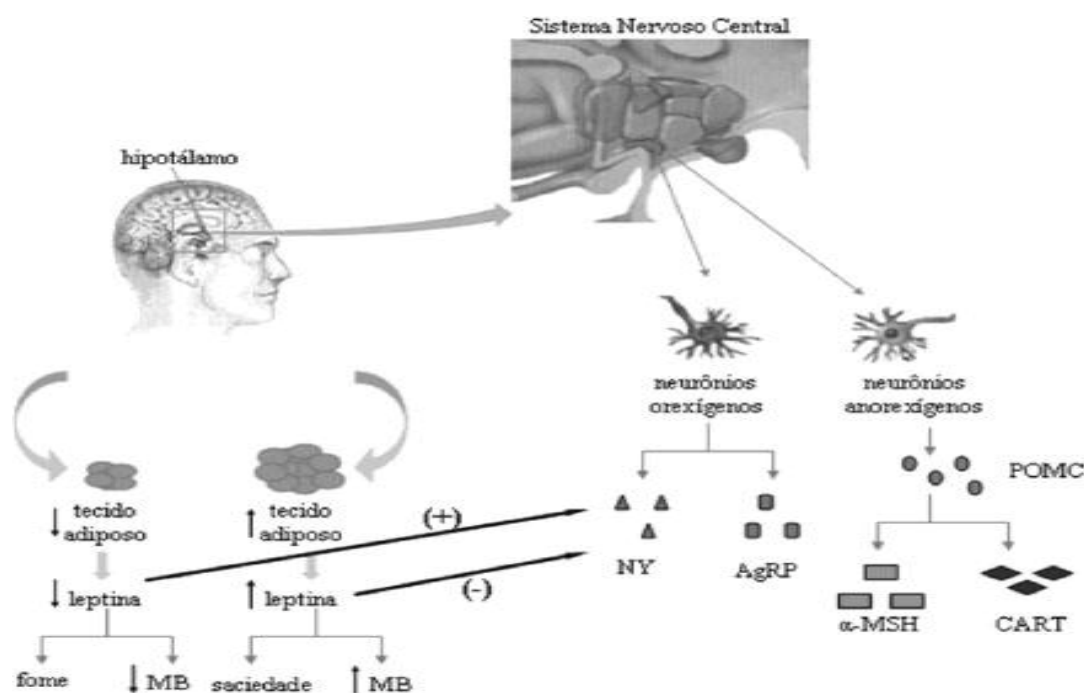 Sistema Nervoso Central
hipotálamo
neurônios
orexígenos
neurônios
anorexígenos
POMC
NY
AgRP
α-MSH
CART
↓ tecido
adiposo
↑ tecido
adiposo
(+)
(-)
↓ leptina
↑ leptina
fome
↓ MB
saciedade
↑ MB